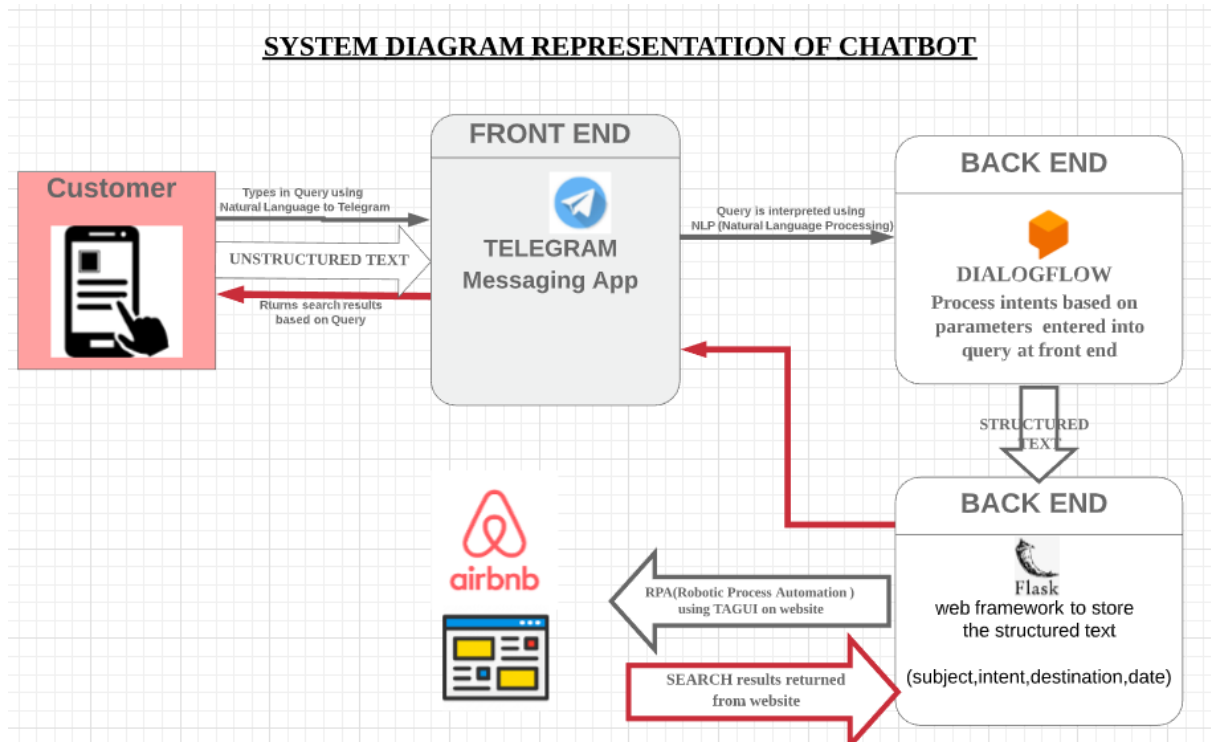 SYSTEM DIAGRAM REPRESENTATION OF CHATBOT
Customer
Types in Query using
Natural Language to Telegram
UNSTRUCTURED TEXT
Rturns search results
based on Query
FRONT END
TELEGRAM
Messaging App
Query is interpreted using
NLP (Natural Language Processing)
BACK END
DIALOGFLOW
Process intents based on
parameters entered into
query at front end
STRUCTURED
TEXT
BACK END
Flask
web framework to store
the structured text
(subject,intent,destination,date)
airbnb
RPA(Robotic Process Automation )
using TAGUI on website
SEARCH results returned
from website